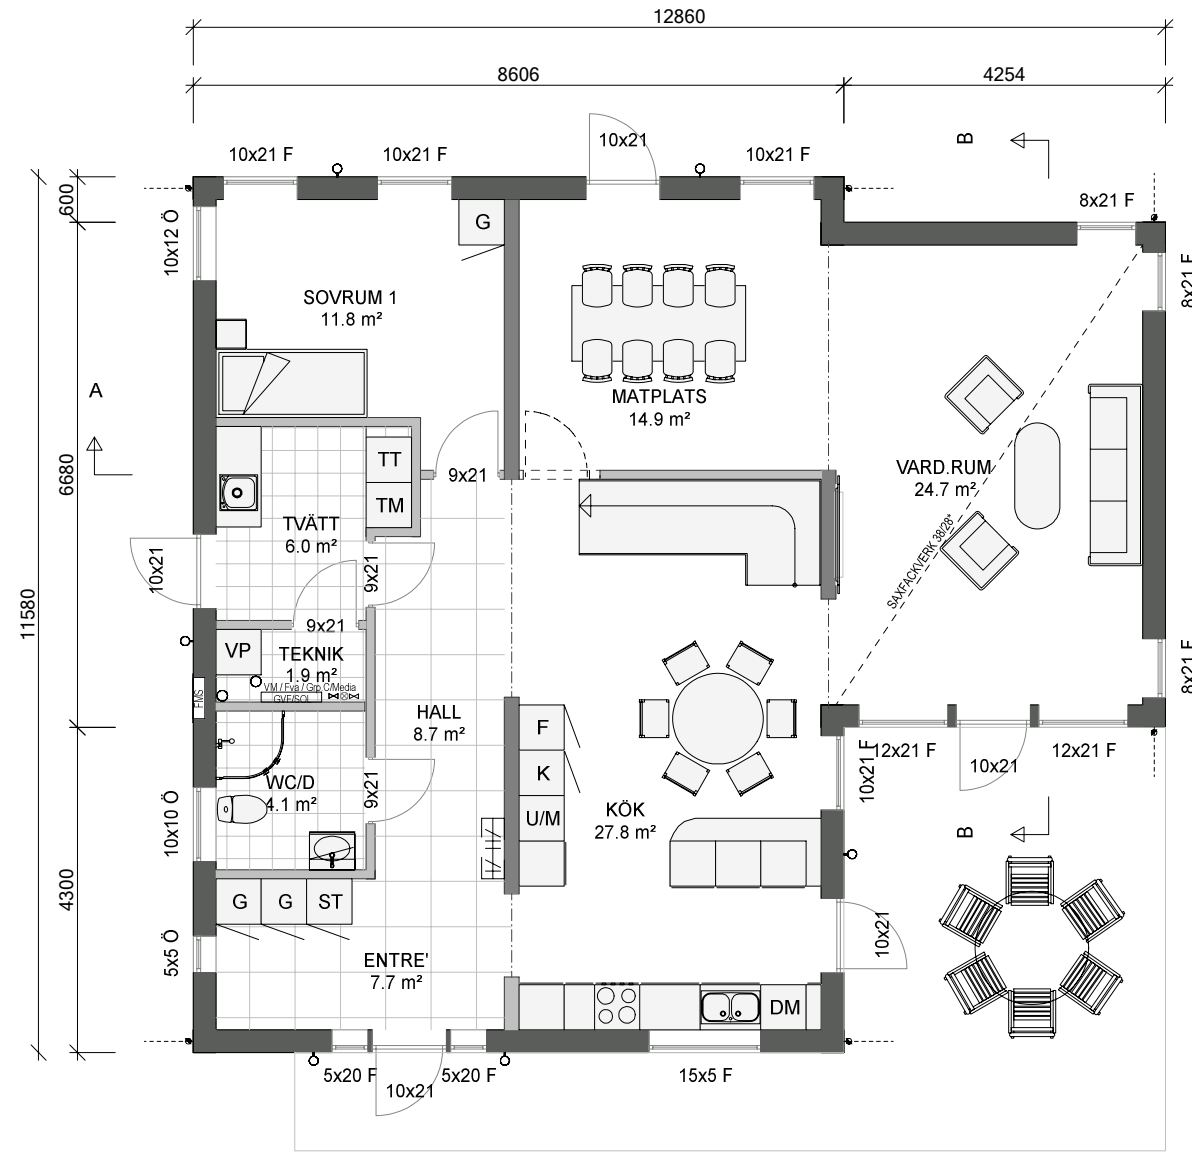 12860
8606
4254
10x21
B
10x21 F
10x21 F
10x21 F
8x21 F
600
10x12 Ö
G
8x21 F
SOVRUM 1
11.8 m²
A
MATPLATS
14.9 m²
TT
9x21
VARD.RUM
24.7 m²
6680
TM
TVÄTT
6.0 m²
10x21
9x21
SAXFACKVERK 38/28°
11580
9x21
VP
TEKNIK
1.9 m²
VM / Fva / Grp.C/Media
GVF/SOL
FMS
8x21 F
HALL
8.7 m²
F
12x21 F
12x21 F
10x21
10x21 F
K
WC/D
4.1 m²
9x21
10x10 Ö
U/M
KÖK
27.8 m²
B
4300
G
G
ST
10x21
5x5 Ö
ENTRE'
7.7 m²
DM
5x20 F
10x21
5x20 F
15x5 F